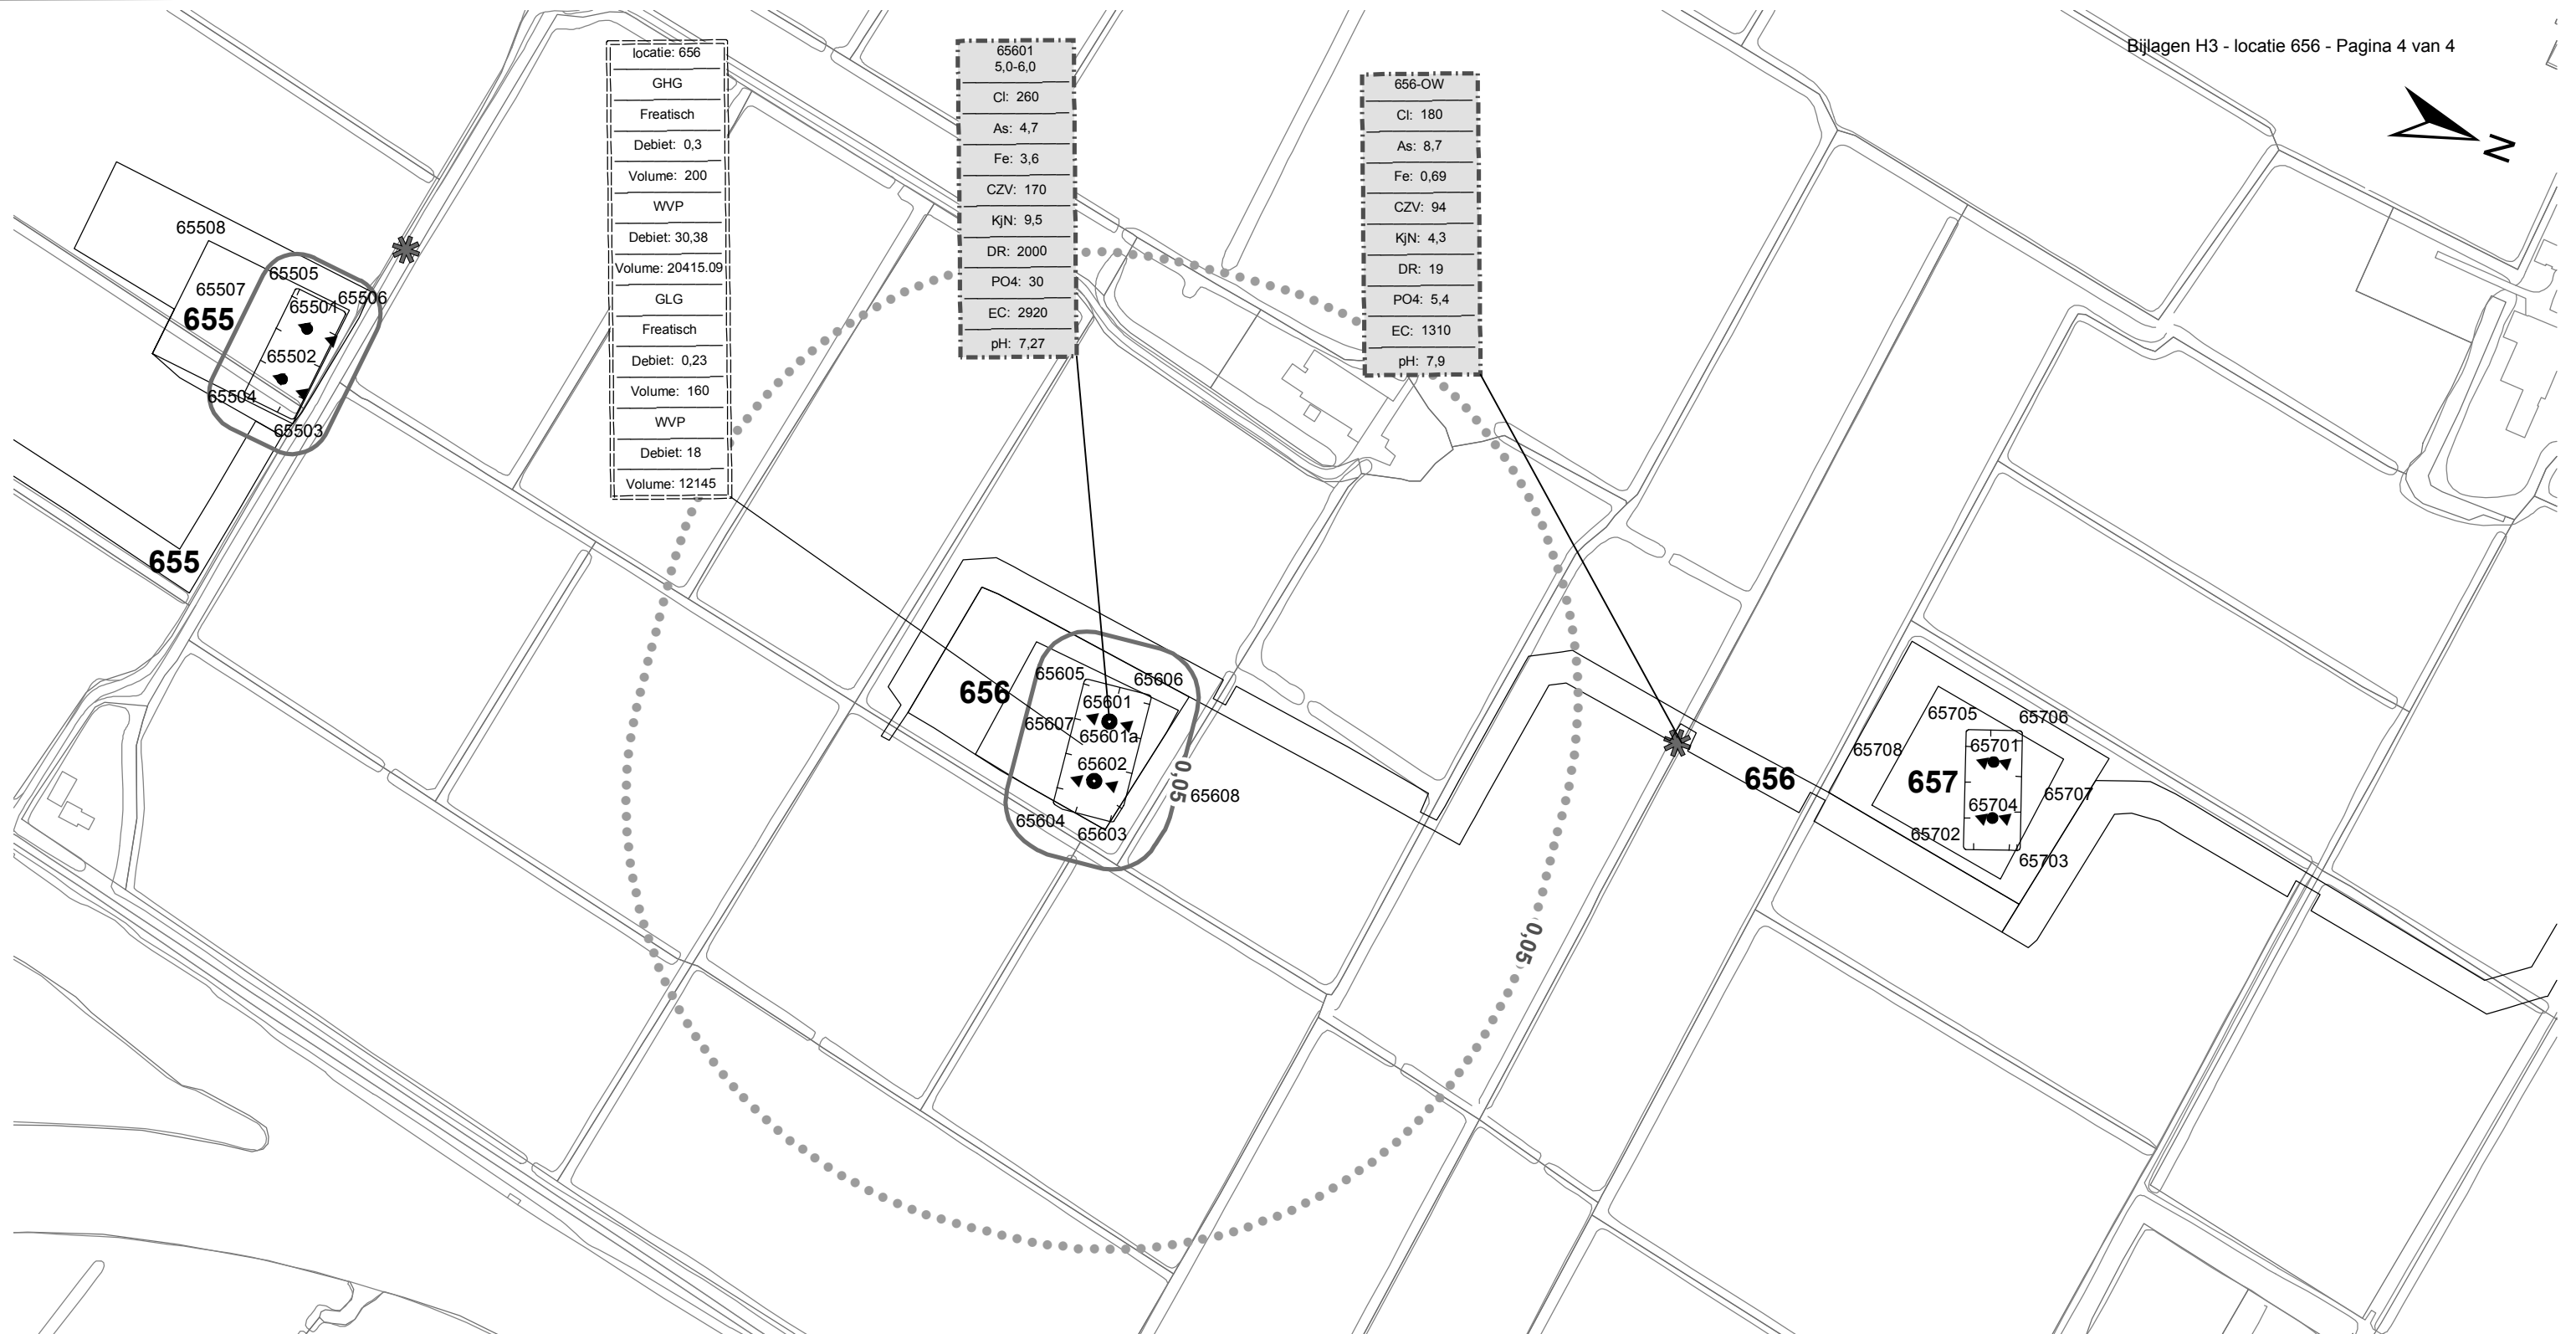 Bijlagen H3 - locatie 656 - Pagina 4 van 4
N
locatie: 656
GHG
Freatisch
Debiet: 0,3
Volume: 200
WVP
Debiet: 30,38
Volume: 20415.09
GLG
Freatisch
Debiet: 0,23
Volume: 160
WVP
Debiet: 18
Volume: 12145
65601
5,0-6,0
Cl: 260
As: 4,7
Fe: 3,6
CZV: 170
KjN: 9,5
DR: 2000
PO4: 30
EC: 2920
pH: 7,27
656-OW
Cl: 180
As: 8,7
Fe: 0,69
CZV: 94
KjN: 4,3
DR: 19
PO4: 5,4
EC: 1310
pH: 7,9
65508
65505
65507
65506
65501
655
65502
65504
65503
655
65605
65606
656
65601
65607
65601a
65602
0,05
65608
65604
65603
0,05
656
65705
65706
65708
65701
657
65707
65704
65702
65703